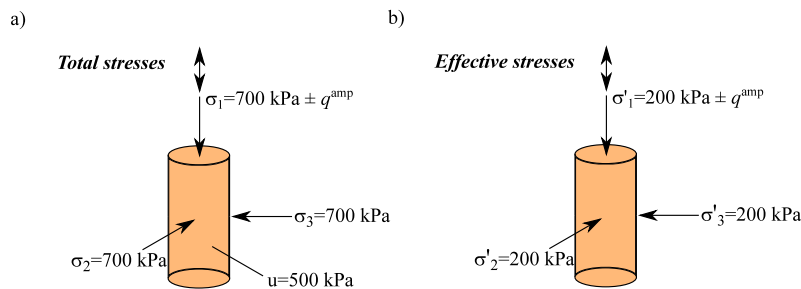 a)
Total stresses
σ₁=700 kPa ± qᵃᵐᵖ
σ₃=700 kPa
σ₂=700 kPa
u=500 kPa
b)
Effective stresses
σ'₁=200 kPa ± qᵃᵐᵖ
σ'₃=200 kPa
σ'₂=200 kPa